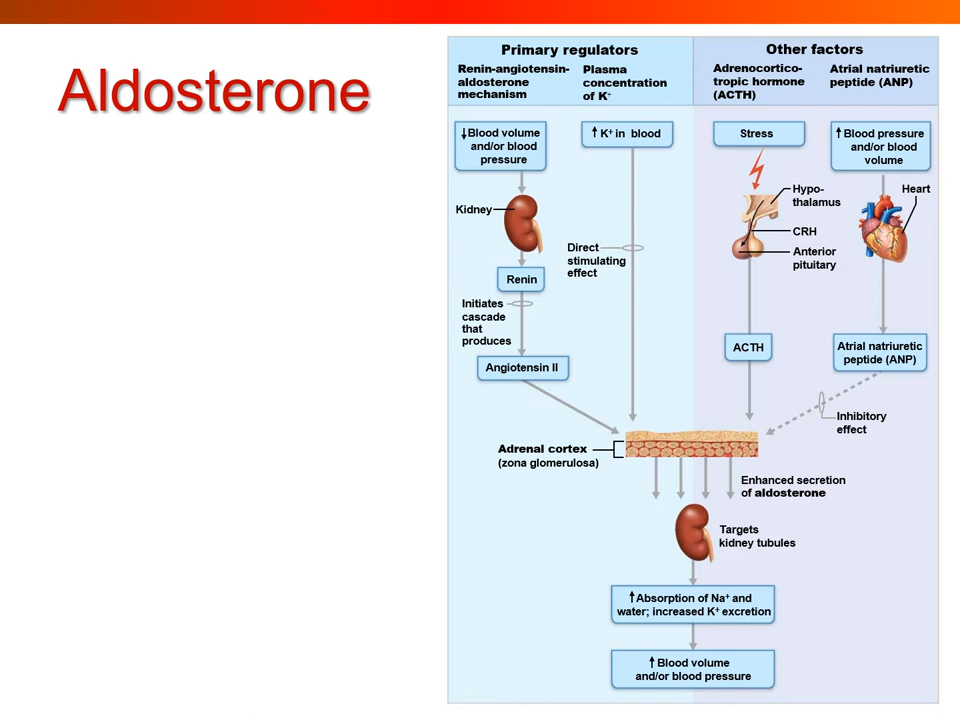 Aldosterone
Primary regulators
Other factors
Renin-angiotensin-
aldosterone
mechanism
Plasma
concentration
of K⁺
Adrenocortico-
tropic hormone
(ACTH)
Atrial natriuretic
peptide (ANP)
↓Blood volume
and/or blood
pressure
↑ K⁺ in blood
Stress
↑ Blood pressure
and/or blood
volume
Kidney
Hypo-
thalamus
Heart
CRH
Anterior
pituitary
Direct
stimulating
effect
Renin
Initiates
cascade
that
produces
Angiotensin II
ACTH
Atrial natriuretic
peptide (ANP)
Inhibitory
effect
Adrenal cortex
(zona glomerulosa)
Enhanced secretion
of aldosterone
Targets
kidney tubules
↑Absorption of Na⁺ and
water; increased K⁺ excretion
↑ Blood volume
and/or blood pressure